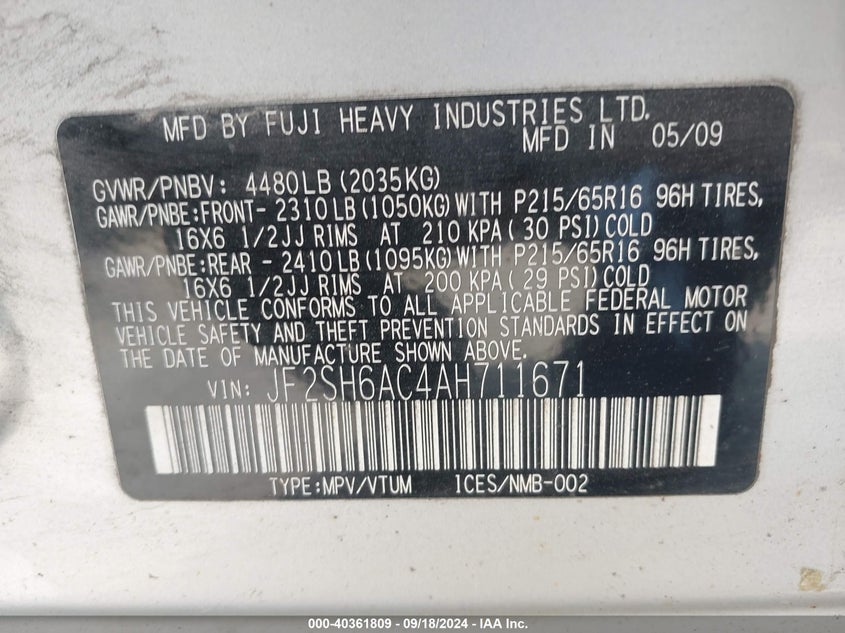 MFD BY FUJI HEAVY INDUSTRIES LTD.
MFD IN 05/09
GVWR/PNBV: 4480LB(2035KG)
GAWR/PNBE:FRONT- 2310LB(1050KG)WITH P215/65R16 96H TIRES,
16X6 1/2JJ RIMS AT 210 KPA(30 PSI)COLD
GAWR/PNBE:REAR - 2410LB(1095KG)WITH P215/65R16 96H TIRES,
16X6 1/2JJ RIMS AT 200 KPA(29 PSI)COLD
THIS VEHICLE CONFORMS TO ALL APPLICABLE FEDERAL MOTOR
VEHICLE SAFETY AND THEFT PREVENTION STANDARDS IN EFFECT ON
THE DATE OF MANUFACTURE SHOWN ABOVE.
VIN: JF2SH6AC4AH711671
TYPE:MPV/VTUM ICES/NMB-002
000-40361809 - 09/18/2024 - IAA Inc.